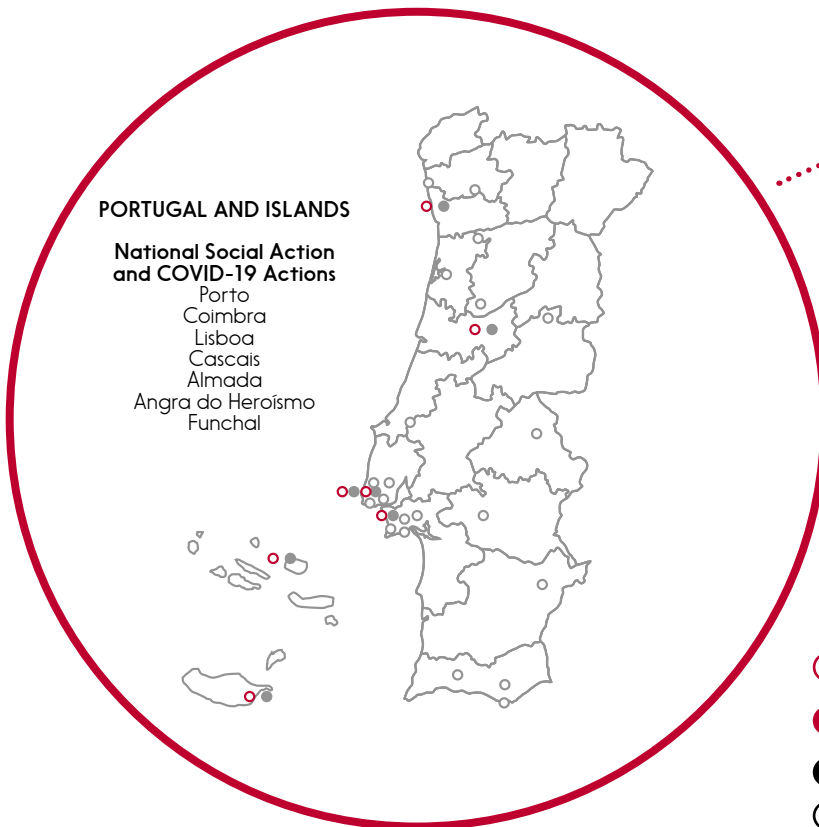 PORTUGAL AND ISLANDS
National Social Action
and COVID-19 Actions
Porto
Coimbra
Lisboa
Cascais
Almada
Angra do Heroísmo
Funchal